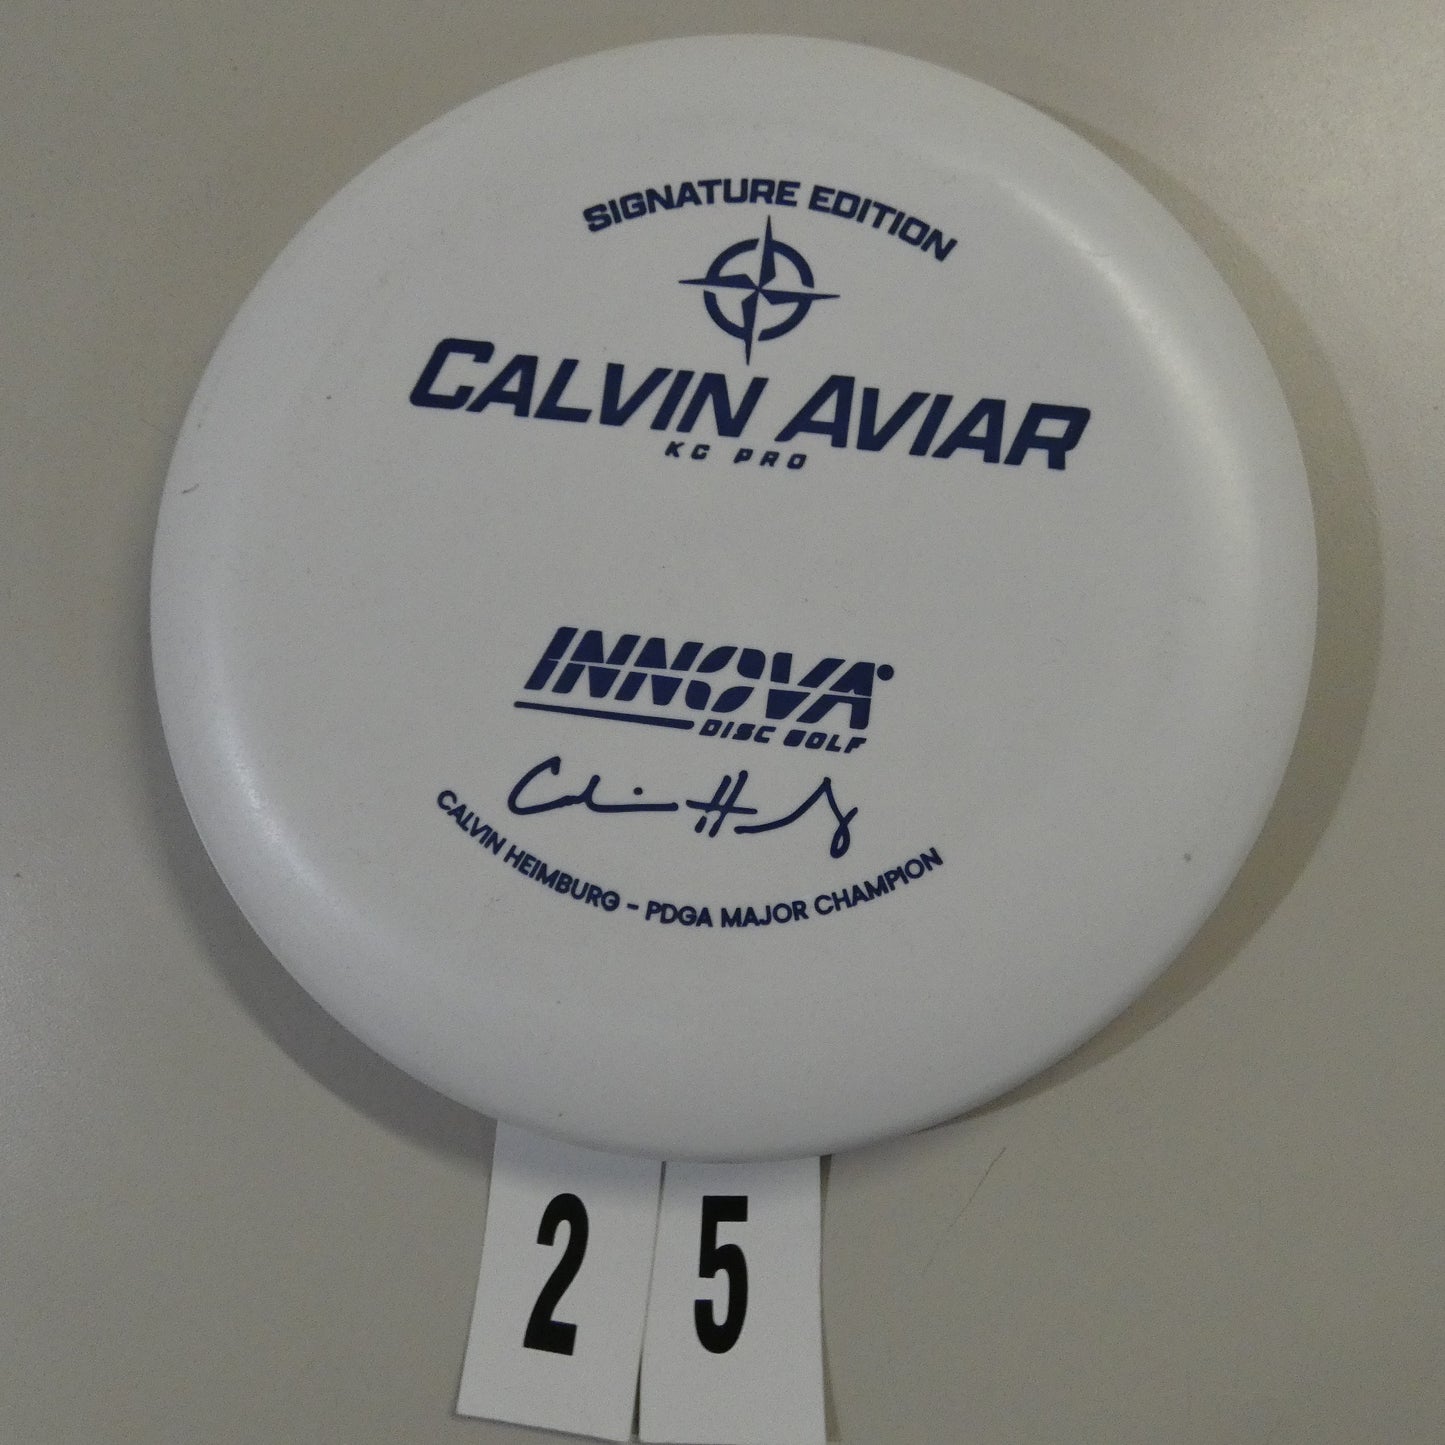 SIGNATURE EDITION
CALVIN AVIAR
KC PRO
INNOVA
DISC GOLF
CALVIN HEIMBURG - PDGA MAJOR CHAMPION
2 5